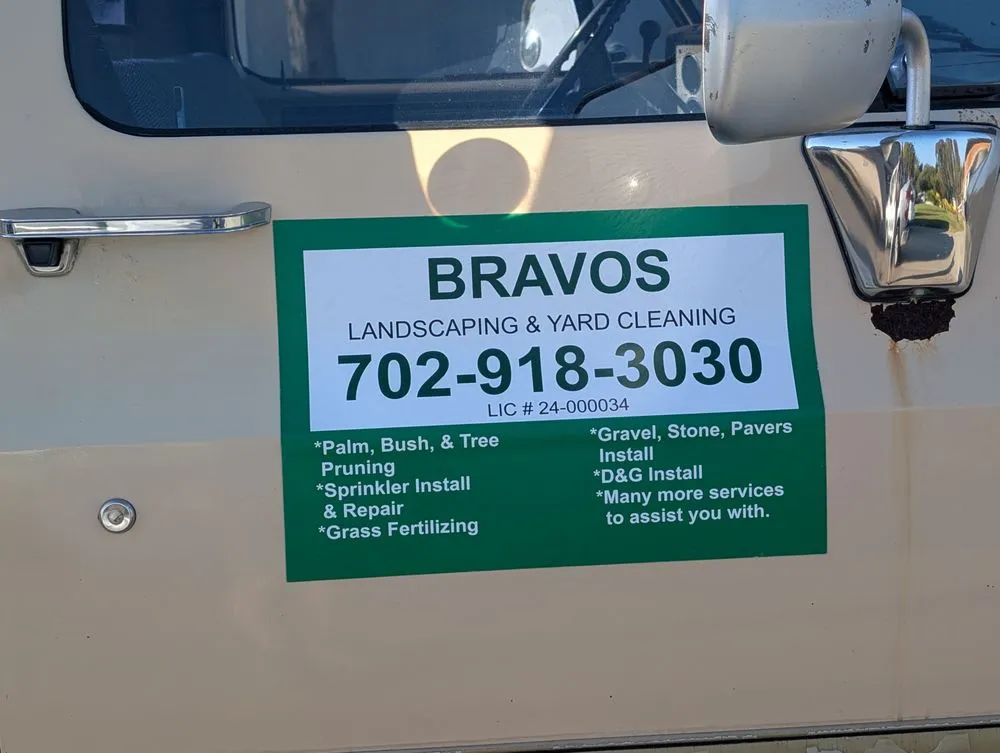 BRAVOS
LANDSCAPING & YARD CLEANING
702-918-3030
LIC # 24-000034
*Palm, Bush, & Tree
Pruning
*Sprinkler Install
& Repair
*Grass Fertilizing
*Gravel, Stone, Pavers
Install
*D&G Install
*Many more services
to assist you with.